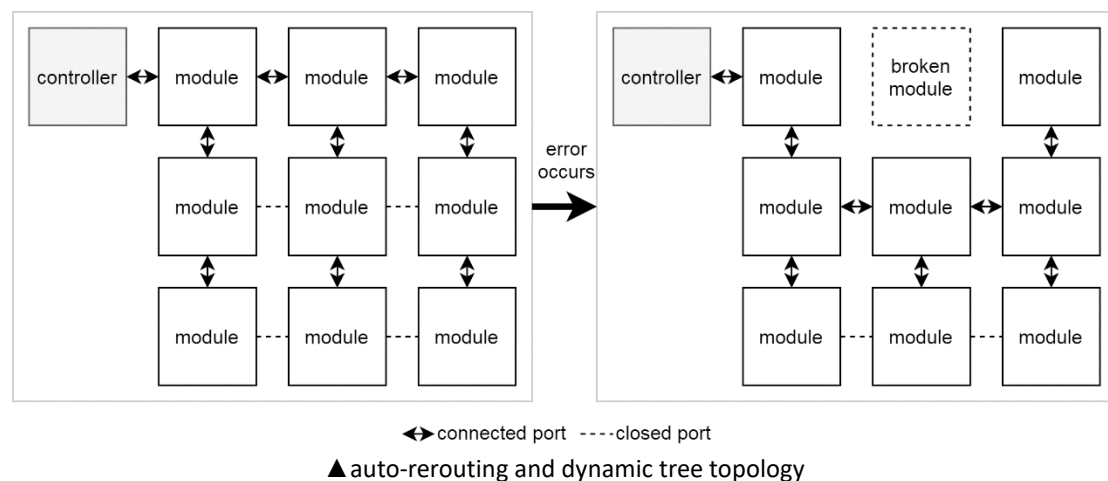 controller
module
module
module
module
module
module
module
module
module
error
occurs
controller
module
broken
module
module
module
module
module
module
module
module
connected port
closed port
▲auto-rerouting and dynamic tree topology